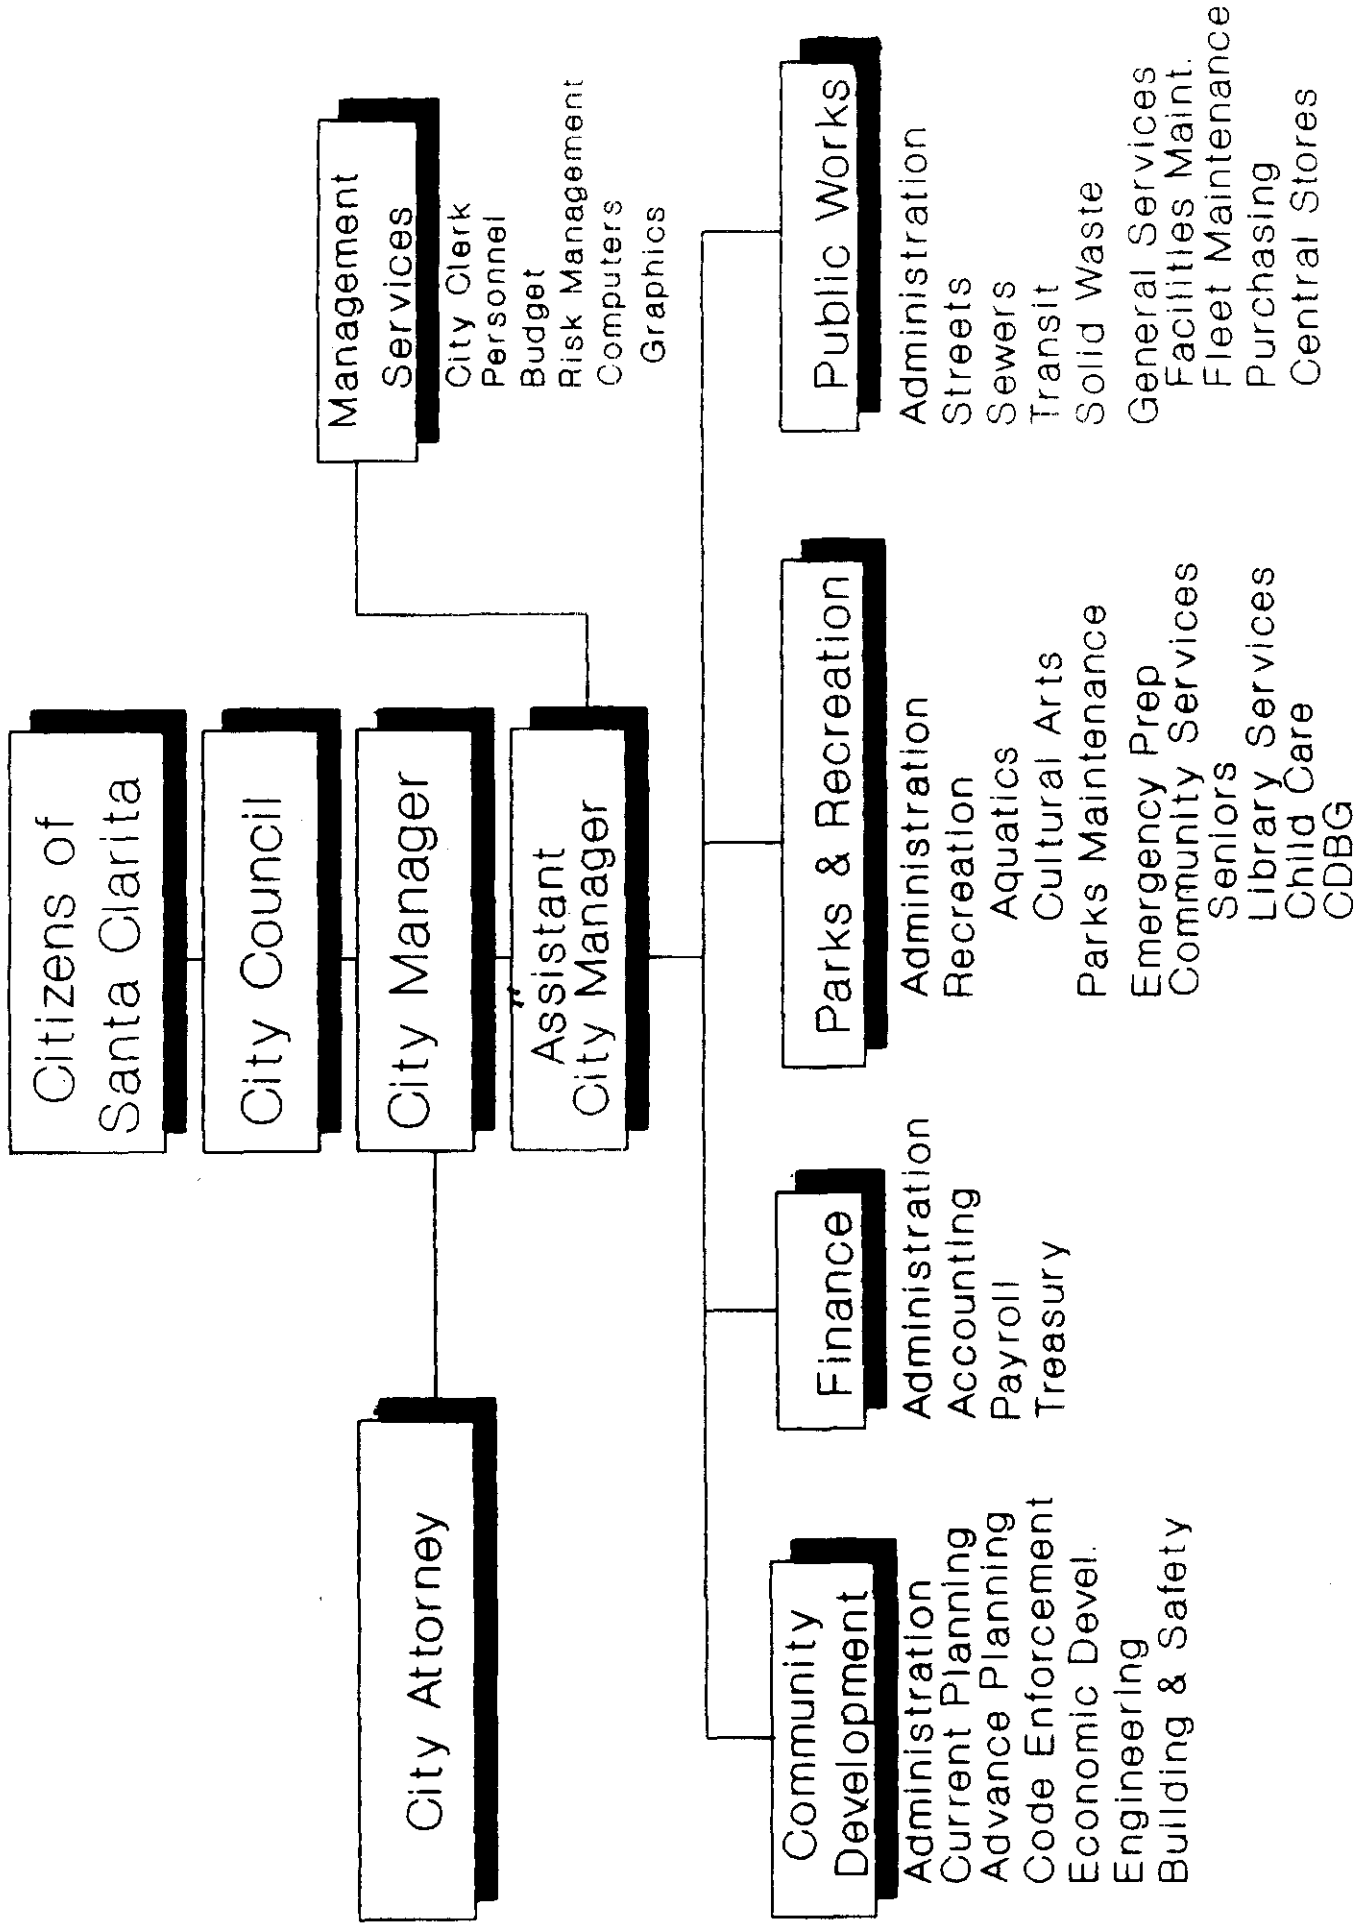 Citizens of
Santa Clarita
City Council
City Manager
City Attorney
Assistant
City Manager
Management
Services
City Clerk
Personnel
Budget
Risk Management
Computers
Graphics
Community
Development
Administration
Current Planning
Advance Planning
Code Enforcement
Economic Devel.
Engineering
Building & Safety
Finance
Administration
Accounting
Payroll
Treasury
Parks & Recreation
Administration
Recreation
Aquatics
Cultural Arts
Parks Maintenance
Emergency Prep
Community Services
Seniors
Library Services
Child Care
CDBG
Public Works
Administration
Streets
Sewers
Transit
Solid Waste
General Services
Facilities Maint.
Fleet Maintenance
Purchasing
Central Stores